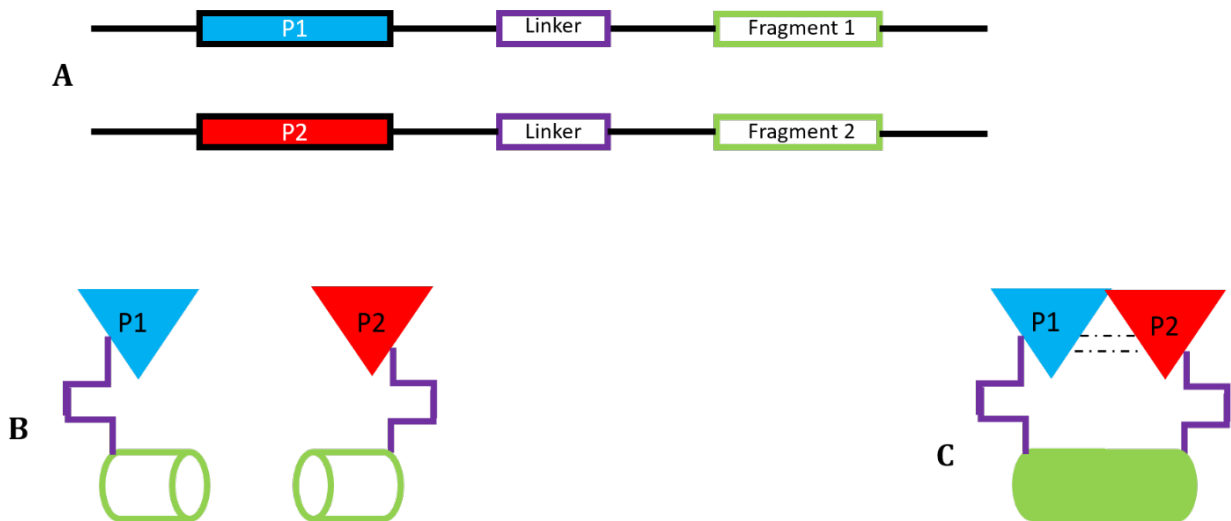 P1 Linker Fragment 1
A
P2 Linker Fragment 2
P1 P2 P1 P2
B C